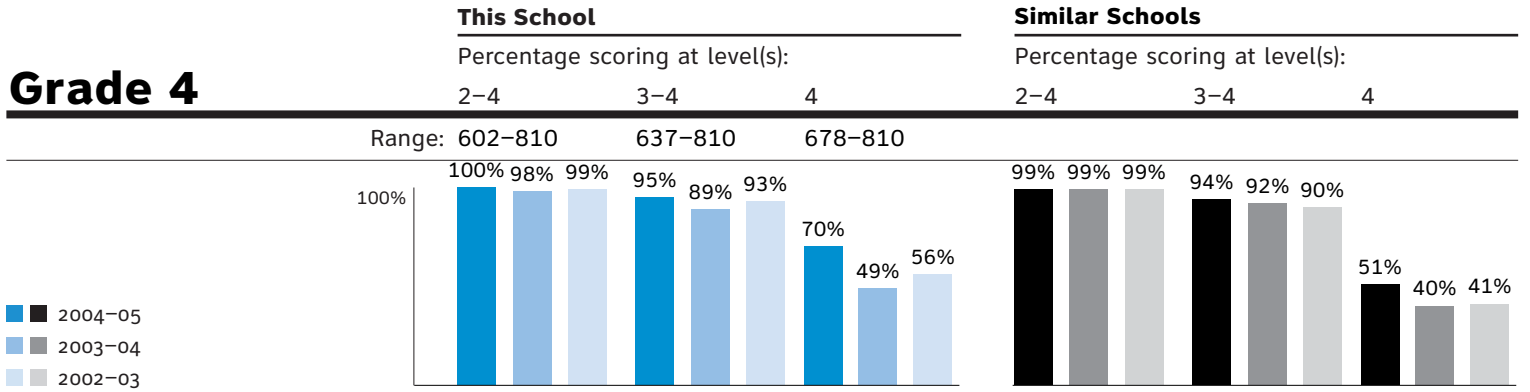 This School Similar Schools
Percentage scoring at level(s): Percentage scoring at level(s):
Grade 4
2–4 3–4 4 2–4 3–4 4
Range: 602–810 637–810 678–810
100% 98% 99% 95% 89% 93% 70% 49% 56% 99% 99% 99% 94% 92% 90% 51% 40% 41%
100%
2004–05
2003–04
2002–03